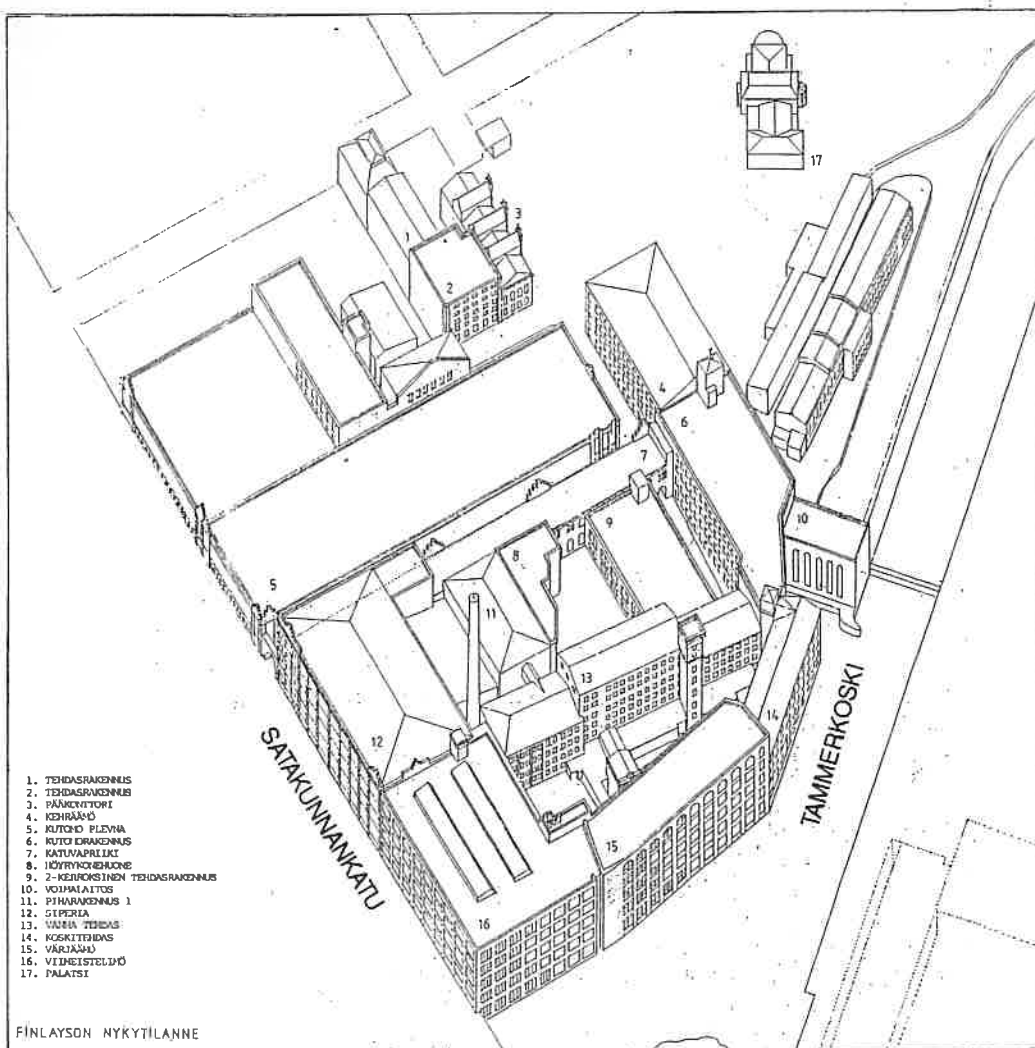 17
1
3
2
4
6
7
10
9
5
8
11
13
12
14
15
16
SATAKUNNANKATU
TAMMERKOSKI
1. TEHDASRAKENNUS
2. TEHDASRAKENNUS
3. PÄÄKONTTORI
4. KEHRÄÄMÖ
5. KUTOMO PLEVNA
6. KUTOMORAKENNUS
7. KATUVAPRIIKI
8. HÖYRYKONEHUONE
9. 2-KERROKSINEN TEHDASRAKENNUS
10. VOIMALAITOS
11. PIHARAKENNUS 1
12. SIPERIA
13. VANHA TEHDAS
14. KOSKITEHDAS
15. VÄRJÄÄMÖ
16. VIIMEISTELIMÖ
17. PALATSI
FINLAYSON NYKYTILANNE